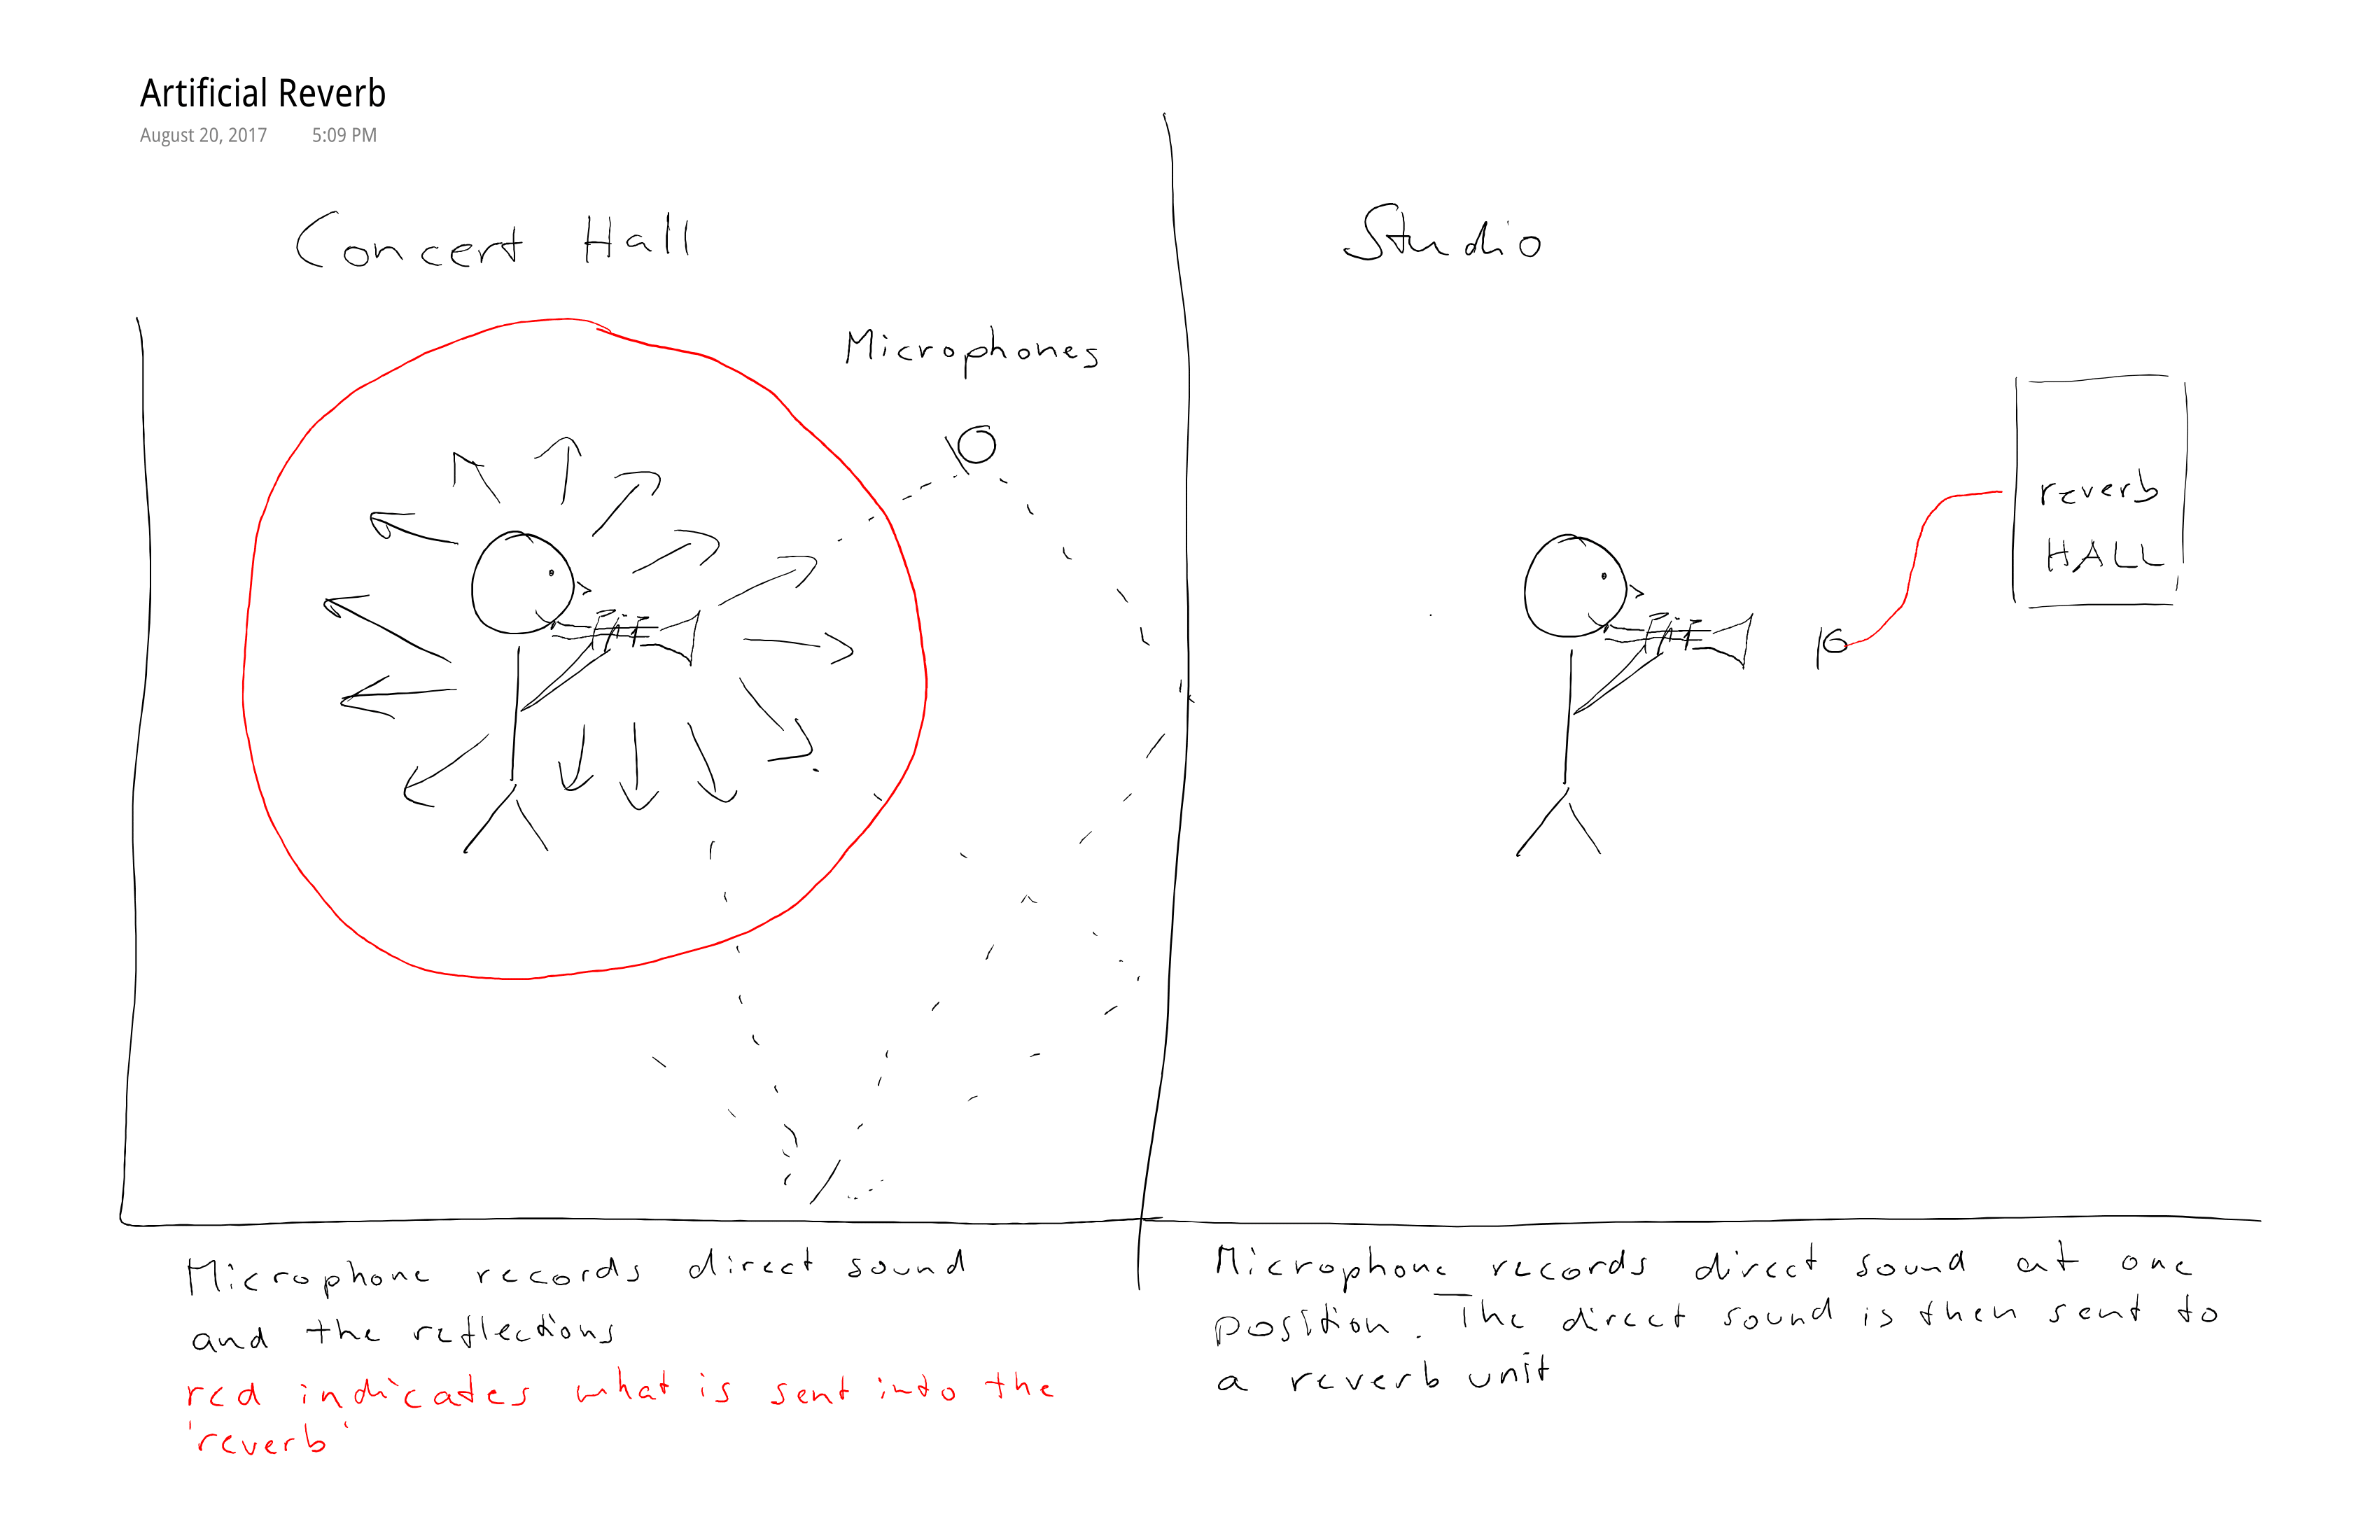 Artificial Reverb
August 20, 2017 5:09 PM
Concert Hall
Microphones
Microphone records direct sound
and the reflections
red indicates what is sent into the
'reverb'
Studio
reverb
HALL
Microphone records direct sound at one
position. The direct sound is then sent to
a reverb unit